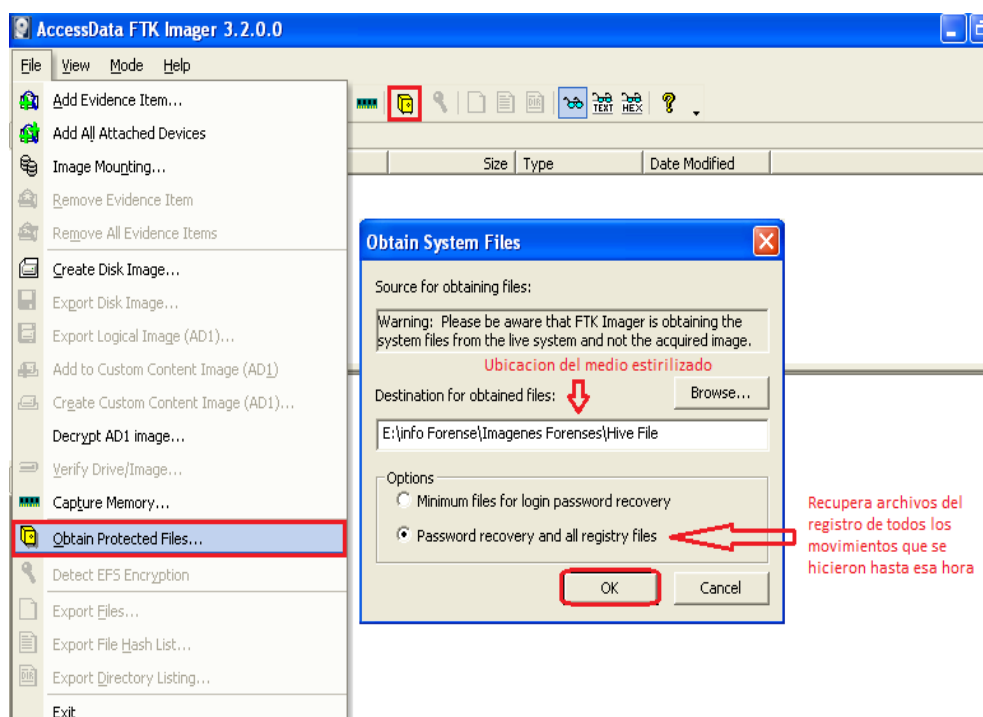 AccessData FTK Imager 3.2.0.0
File View Mode Help
Add Evidence Item...
Add All Attached Devices
Image Mounting...
Remove Evidence Item
Remove All Evidence Items
Create Disk Image...
Export Disk Image...
Export Logical Image (AD1)...
Add to Custom Content Image (AD1)
Create Custom Content Image (AD1)...
Decrypt AD1 image...
Verify Drive/Image...
Capture Memory...
Obtain Protected Files...
Detect EFS Encryption
Export Files...
Export File Hash List...
Export Directory Listing...
Exit
DIR
DIR
TEXT
HEX
Size Type Date Modified
Obtain System Files
Source for obtaining files:
Warning: Please be aware that FTK Imager is obtaining the
system files from the live system and not the acquired image.
Ubicacion del medio estirilizado
Destination for obtained files:
Browse...
E:\info Forense\Imagenes Forenses\Hive File
Options
Minimum files for login password recovery
Password recovery and all registry files
OK
Cancel
Recupera archivos del
registro de todos los
movimientos que se
hicieron hasta esa hora